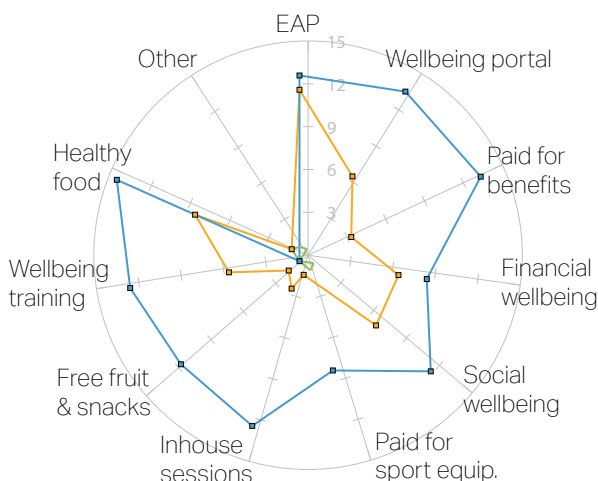 EAP
15
Other
Wellbeing portal
12
9
Healthy
food
Paid for
benefits
6
3
Wellbeing
training
Financial
wellbeing
Free fruit
& snacks
Social
wellbeing
Inhouse
sessions
Paid for
sport equip.